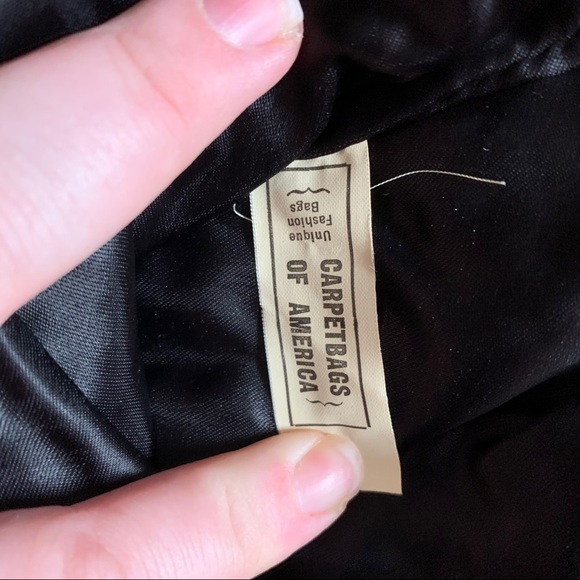 CARPETBAGS
OF AMERICA
Unique
Fashion
Bags